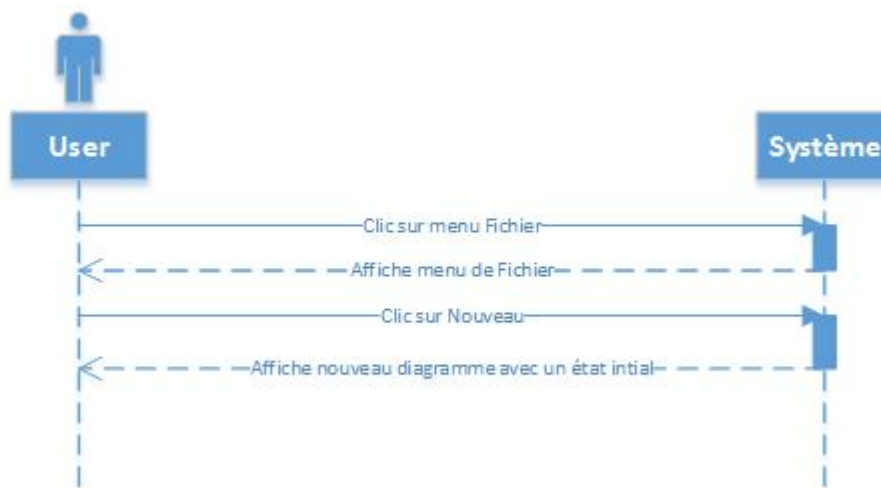 User
Système
Clic sur menu Fichier
Affiche menu de Fichier
Clic sur Nouveau
Affiche nouveau diagramme avec un état intial